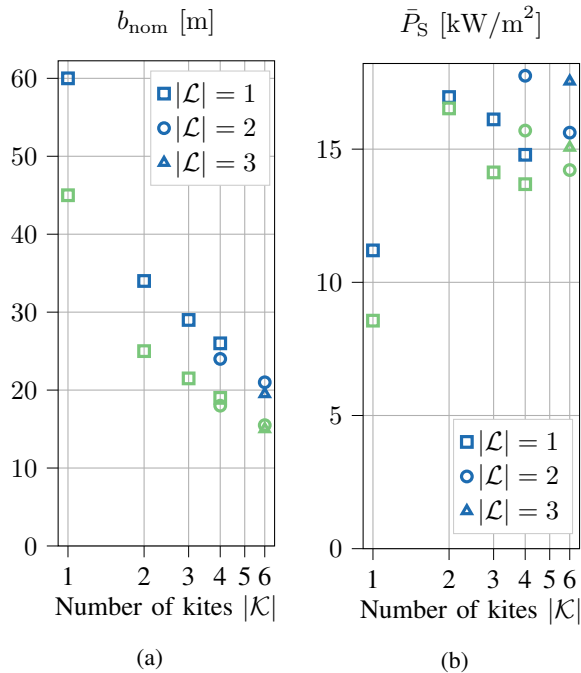 b_nom [m]
60
50
40
30
20
10
0
|ℒ| = 1
|ℒ| = 2
|ℒ| = 3
1 2 3 4 5 6
Number of kites |𝒦|
(a)
P̄_S [kW/m²]
15
10
5
0
|ℒ| = 1
|ℒ| = 2
|ℒ| = 3
1 2 3 4 5 6
Number of kites |𝒦|
(b)